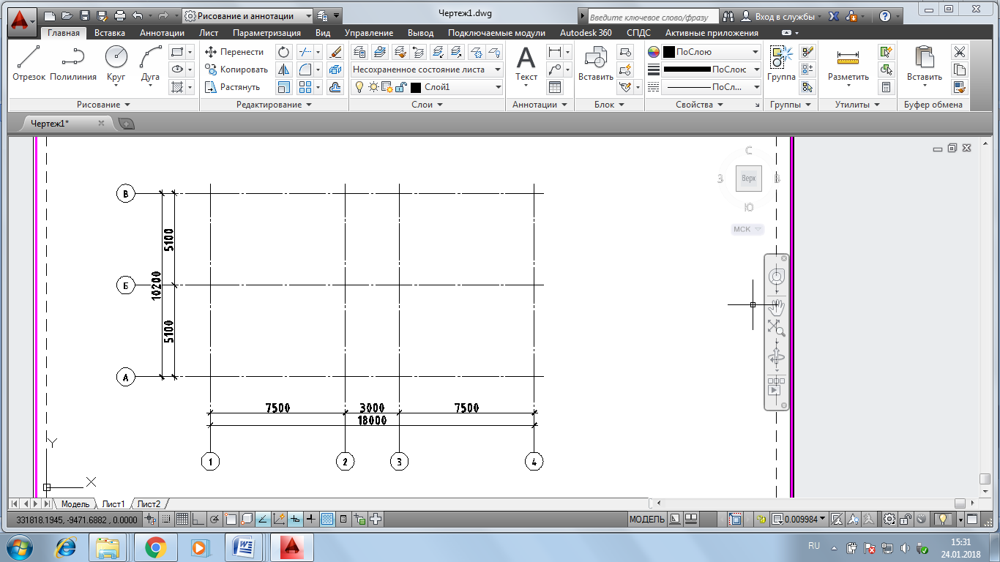 Рисование и аннотации
Чертеж1.dwg
Введите ключевое слово/фразу
Вход в службы
Главная Вставка Аннотации Лист Параметризация Вид Управление Вывод Подключаемые модули Autodesk 360 СПДС Активные приложения
Отрезок Полилиния Круг Дуга
Перенести
Копировать
Растянуть
Несохраненное состояние листа
Слой1
Текст
Вставить
ПоСлою
ПоСлою
ПоСл...
Группа
Разметить
Вставить
Рисование Редактирование Слои Аннотации Блок Свойства Группы Утилиты Буфер обмена
Чертеж1*
С
З Верх В
Ю
МСК
В
5100
10200
Б
5100
А
7500 3000 7500
18000
1 2 3 4
Y
X
Модель Лист1 Лист2
331818.1945, -9471.6882 , 0.0000
МОДЕЛЬ
0.009984
RU
15:31
24.01.2018